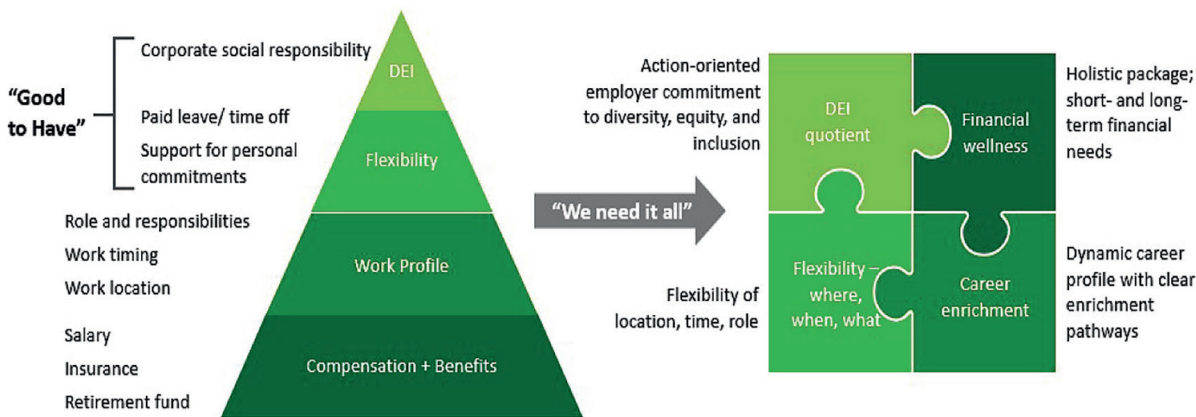 "Good
to Have"
Corporate social responsibility
Paid leave/ time off
Support for personal
commitments
Role and responsibilities
Work timing
Work location
Salary
Insurance
Retirement fund
DEI
Flexibility
Work Profile
Compensation + Benefits
"We need it all"
Action-oriented
employer commitment
to diversity, equity, and
inclusion
Flexibility of
location, time, role
DEI
quotient
Financial
wellness
Flexibility –
where,
when, what
Career
enrichment
Holistic package;
short- and long-
term financial
needs
Dynamic career
profile with clear
enrichment
pathways